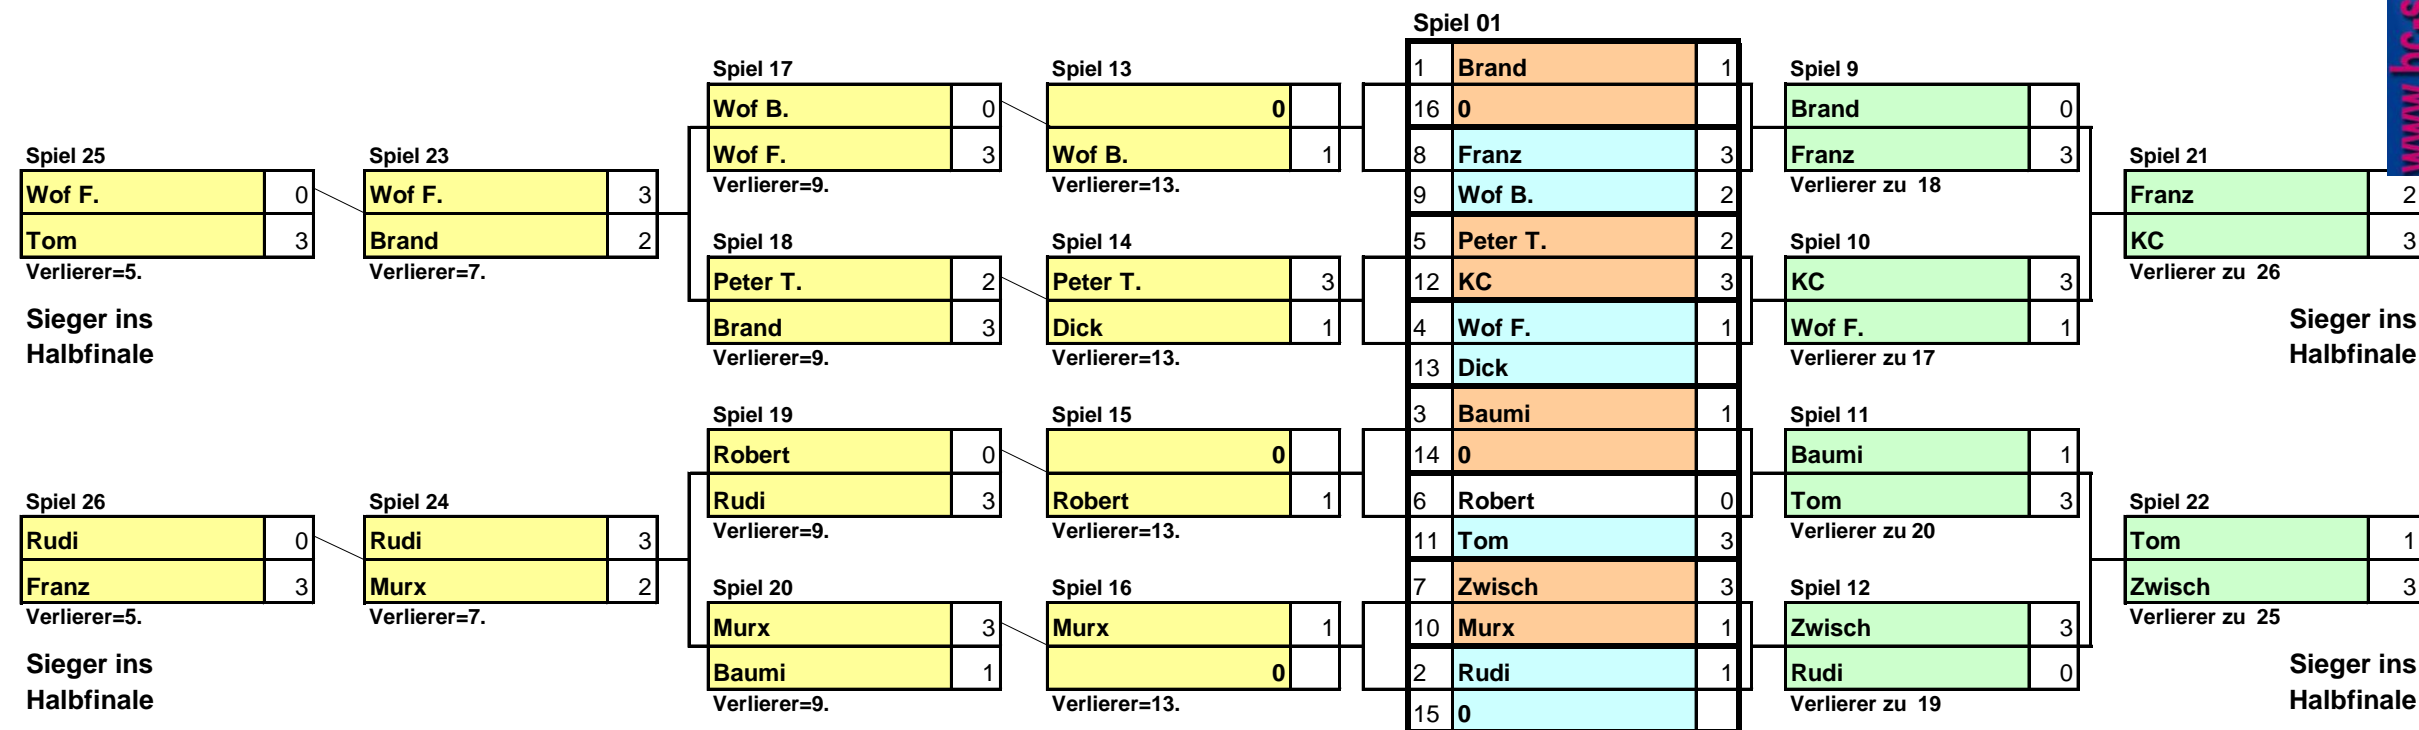 Spiel 01
1 Brand 1
16 0
8 Franz 3
9 Wof B. 2
5 Peter T. 2
12 KC 3
4 Wof F. 1
13 Dick
3 Baumi 1
14 0
6 Robert 0
11 Tom 3
7 Zwisch 3
10 Murx 1
2 Rudi 1
15 0
Spiel 25
Wof F. 0
Tom 3
Verlierer=5.
Sieger ins
Halbfinale
Spiel 26
Rudi 0
Franz 3
Verlierer=5.
Sieger ins
Halbfinale
Spiel 23
Wof F. 3
Brand 2
Verlierer=7.
Spiel 24
Rudi 3
Murx 2
Verlierer=7.
Spiel 17
Wof B. 0
Wof F. 3
Verlierer=9.
Spiel 18
Peter T. 2
Brand 3
Verlierer=9.
Spiel 19
Robert 0
Rudi 3
Verlierer=9.
Spiel 20
Murx 3
Baumi 1
Verlierer=9.
Spiel 13
0
Wof B. 1
Verlierer=13.
Spiel 14
Peter T. 3
Dick 1
Verlierer=13.
Spiel 15
0
Robert 1
Verlierer=13.
Spiel 16
Murx 1
0
Verlierer=13.
Spiel 9
Brand 0
Franz 3
Verlierer zu 18
Spiel 10
KC 3
Wof F. 1
Verlierer zu 17
Spiel 11
Baumi 1
Tom 3
Verlierer zu 20
Spiel 12
Zwisch 3
Rudi 0
Verlierer zu 19
Spiel 21
Franz 2
KC 3
Verlierer zu 26
Sieger ins
Halbfinale
Spiel 22
Tom 1
Zwisch 3
Verlierer zu 25
Sieger ins
Halbfinale